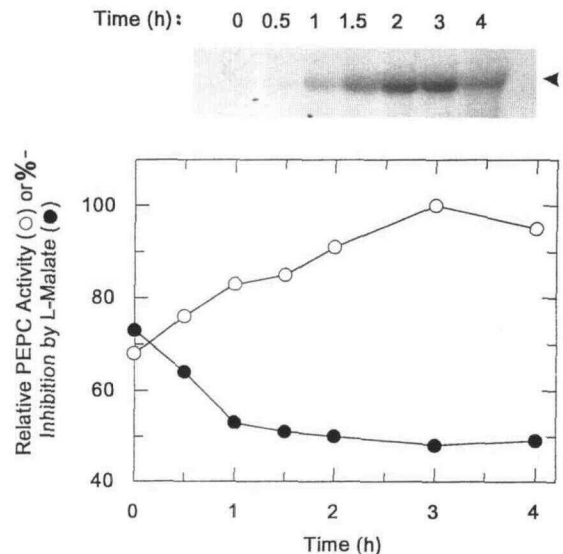 Time (h): 0 0.5 1 1.5 2 3 4
Relative PEPC Activity (○) or %-
Inhibition by L-Malate (●)
100
80
60
40
0 1 2 3 4
Time (h)